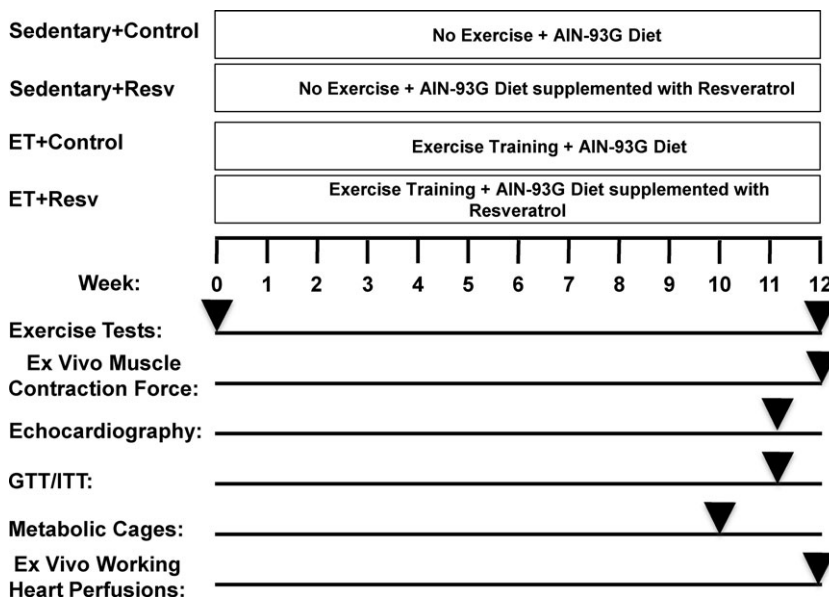 Sedentary+Control
No Exercise + AIN-93G Diet
Sedentary+Resv
No Exercise + AIN-93G Diet supplemented with Resveratrol
ET+Control
Exercise Training + AIN-93G Diet
ET+Resv
Exercise Training + AIN-93G Diet supplemented with
Resveratrol
Week: 0 1 2 3 4 5 6 7 8 9 10 11 12
Exercise Tests:
Ex Vivo Muscle
Contraction Force:
Echocardiography:
GTT/ITT:
Metabolic Cages:
Ex Vivo Working
Heart Perfusions: